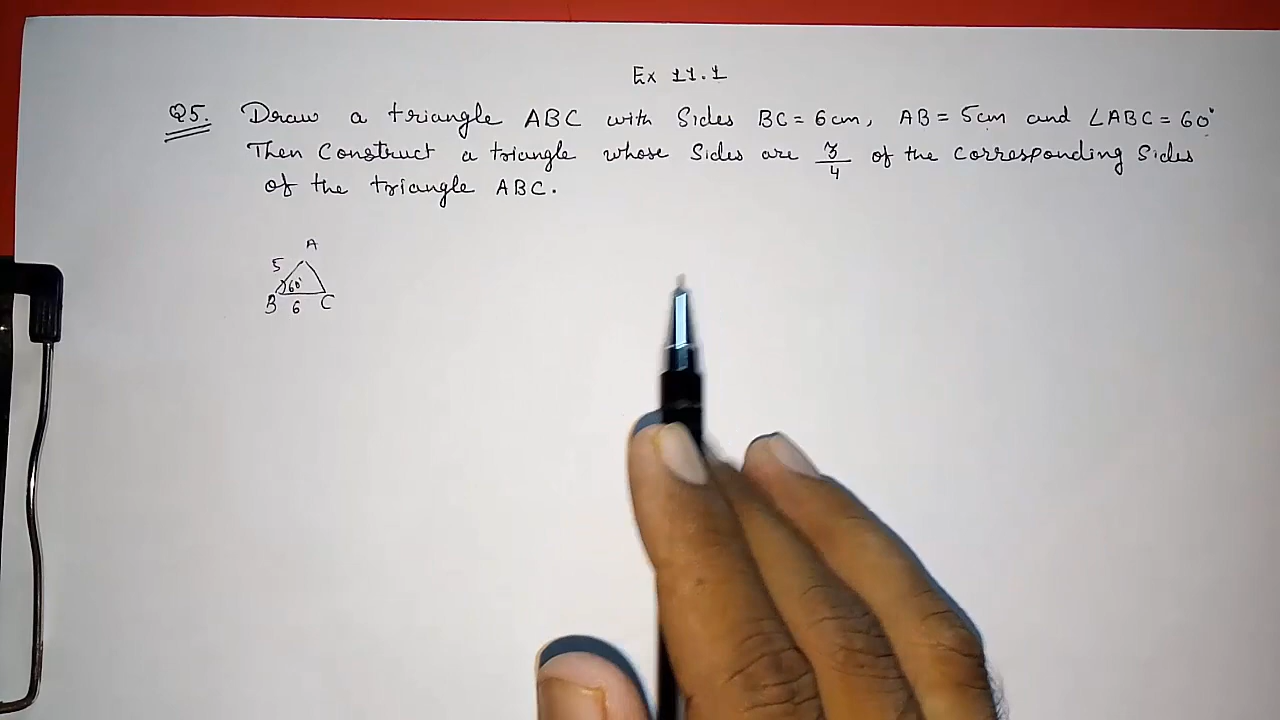 Ex 11.1
Q5. Draw a triangle ABC with Sides BC = 6cm, AB = 5cm and ∠ABC = 60°
Then Construct a triangle whose Sides are 3/4 of the corresponding Sides
of the triangle ABC.
A
5
60°
B 6 C